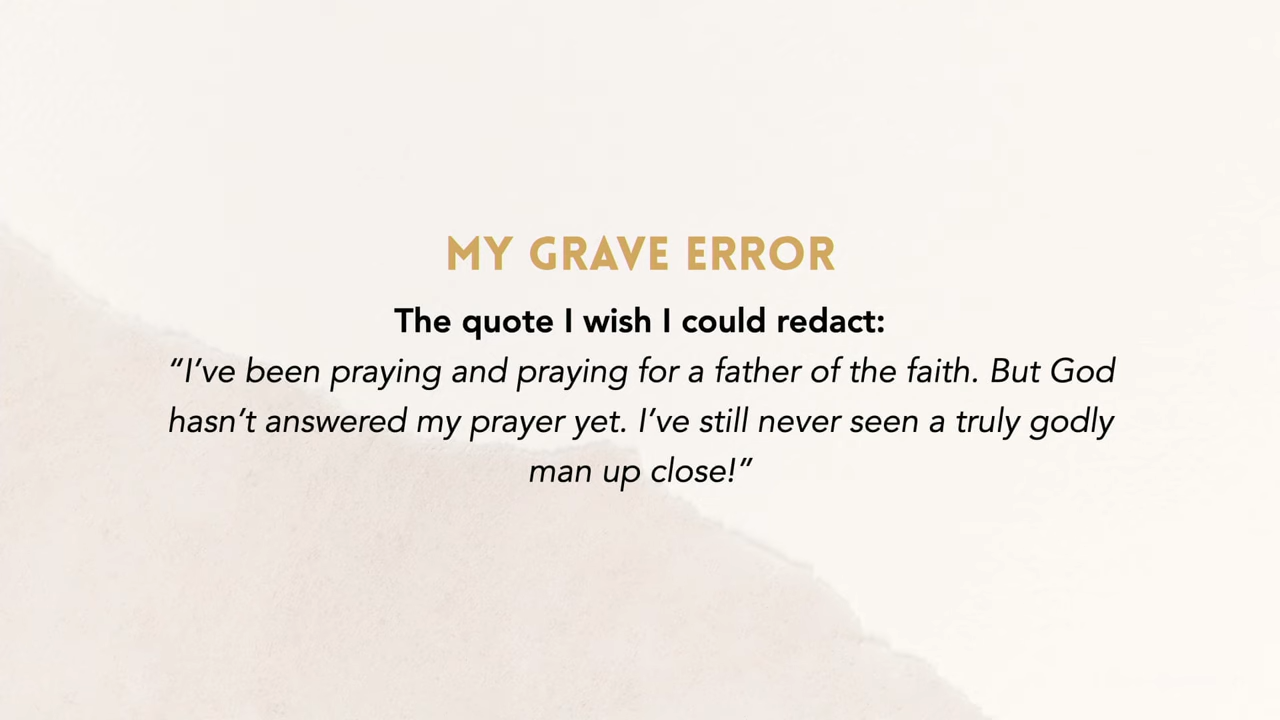 MY GRAVE ERROR
The quote I wish I could redact:
“I’ve been praying and praying for a father of the faith. But God
hasn’t answered my prayer yet. I’ve still never seen a truly godly
man up close!”